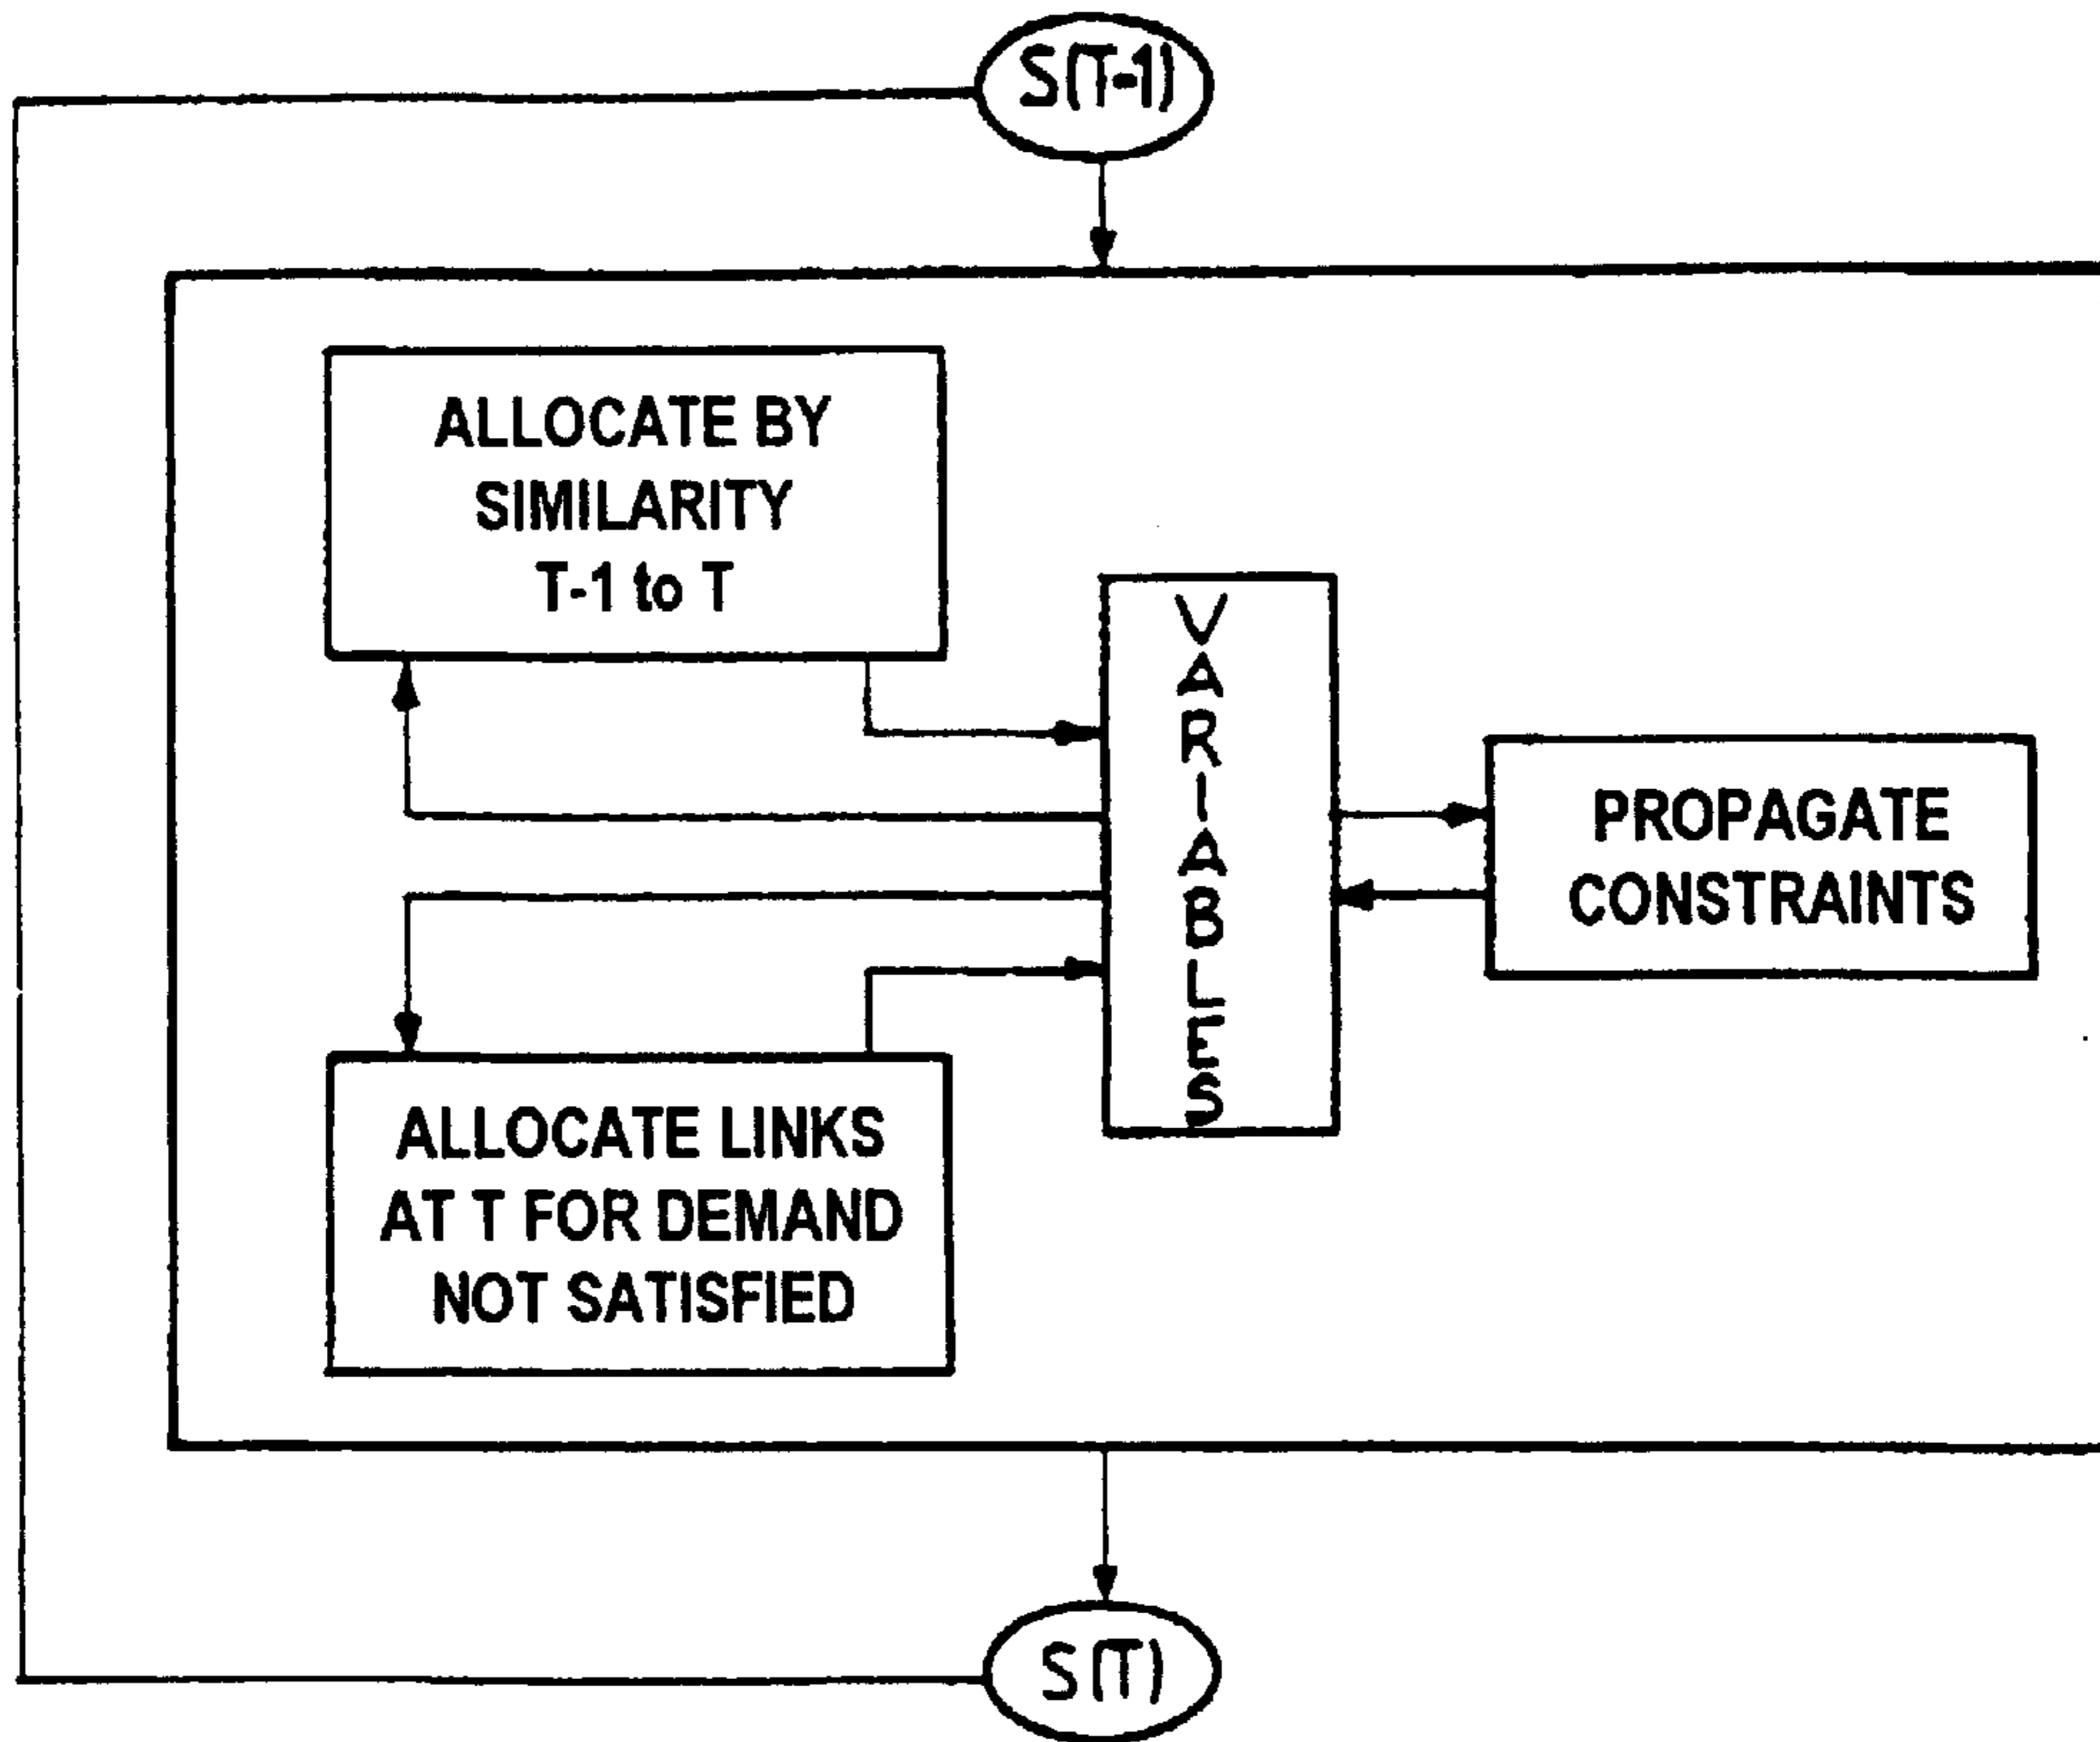 S(T-1)
ALLOCATE BY
SIMILARITY
T-1 to T
VARIABLES
PROPAGATE
CONSTRAINTS
ALLOCATE LINKS
AT T FOR DEMAND
NOT SATISFIED
S(T)